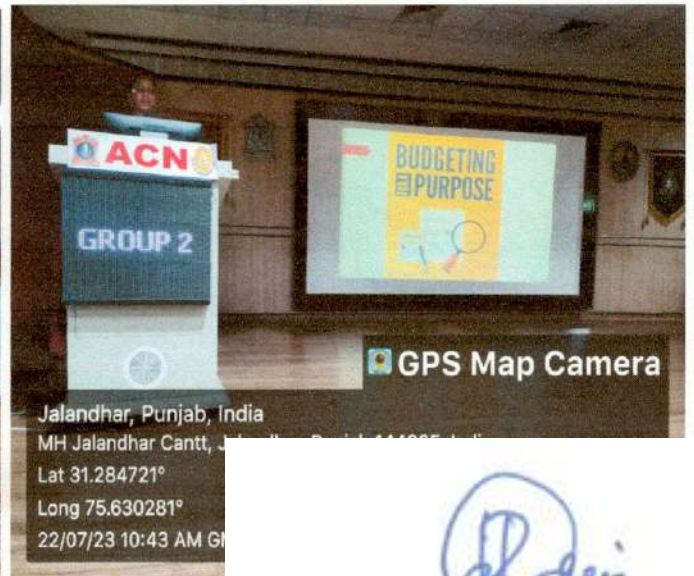 ACN
GROUP 2
BUDGETING
PURPOSE
GPS Map Camera
Jalandhar, Punjab, India
MH Jalandhar Cantt,
Lat 31.284721°
Long 75.630281°
22/07/23 10:43 AM